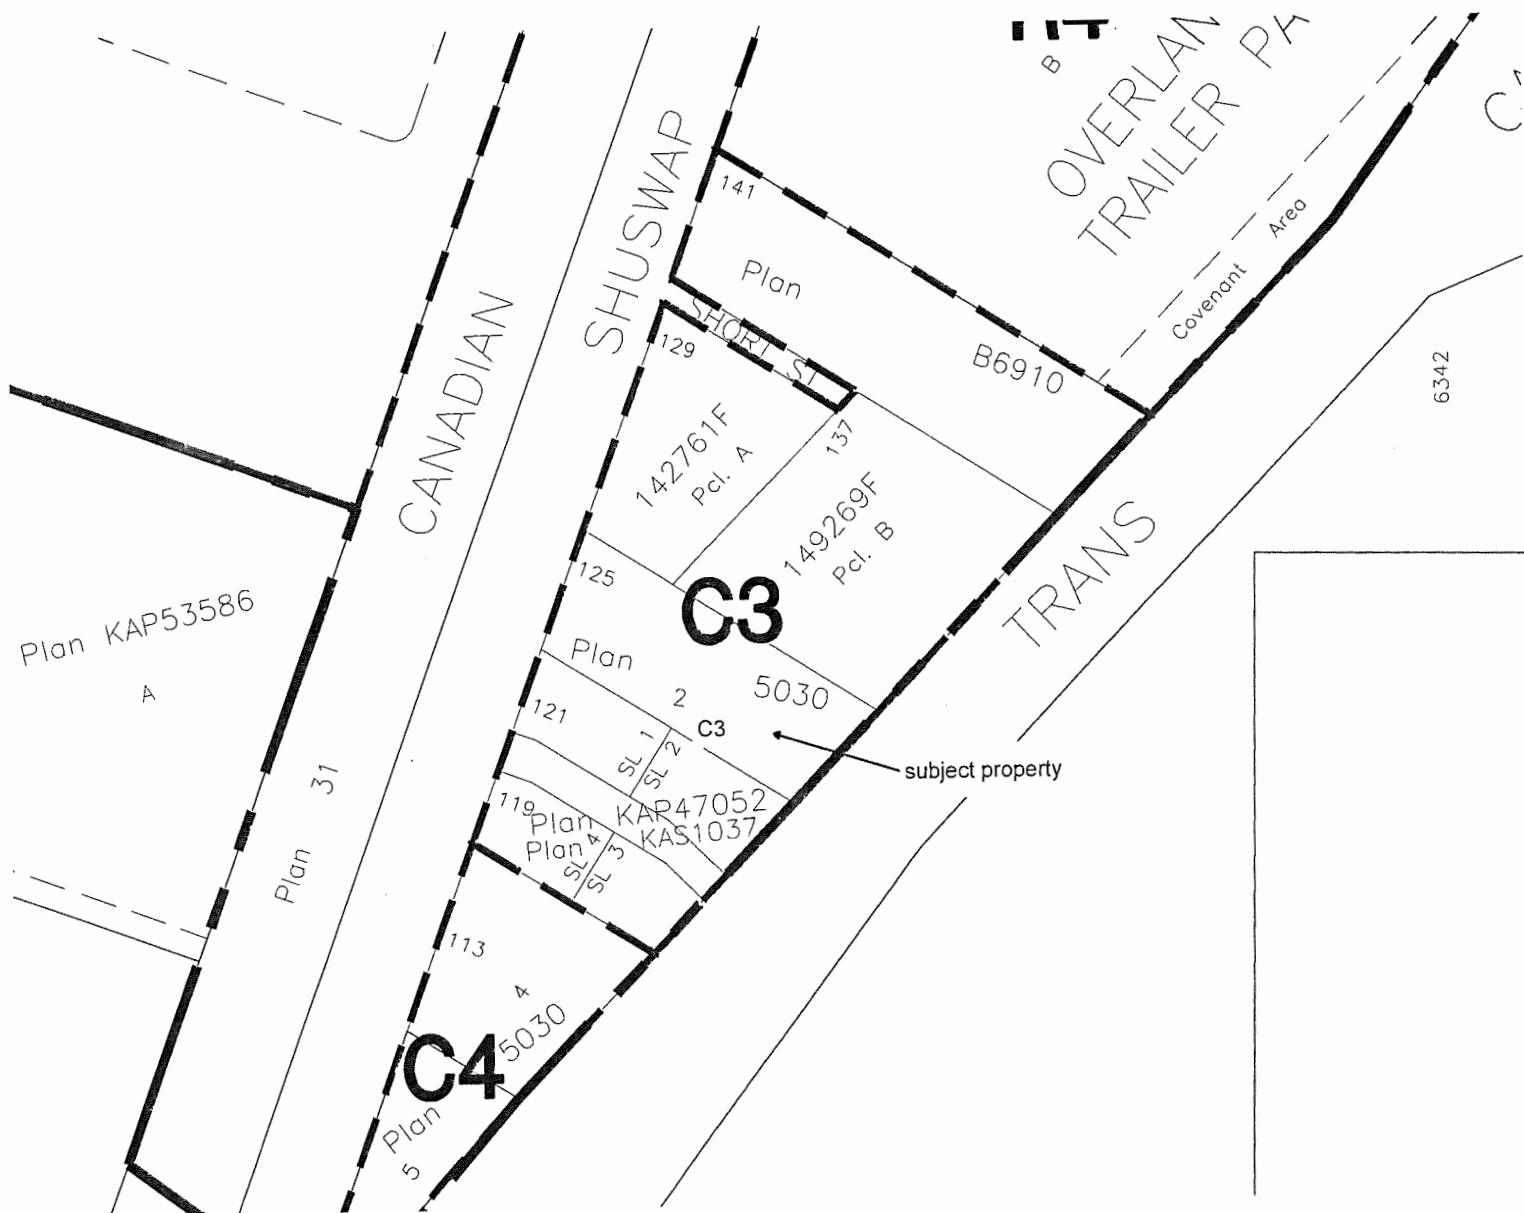 B
OVERLAN
TRAILER PA
SHUSWAP
141
Plan
Covenant Area
CANADIAN
SHORT ST
129
B6910
6342
137
142761F
Pcl. A
149269F
Pcl. B
TRANS
125
C3
Plan KAP53586
A
Plan
2
5030
121
C3
SL 1
SL 2
subject property
Plan 31
119
Plan KAP47052
Plan KAS1037
SL 4
SL 3
113
4
5030
C4
Plan
5